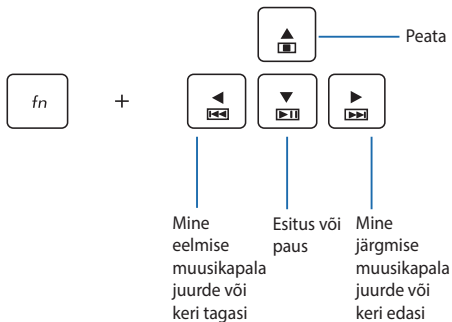 Peata
fn
+
Mine
eelmise
muusikapala
juurde või
keri tagasi
Esitus või
paus
Mine
järgmise
muusikapala
juurde või
keri edasi